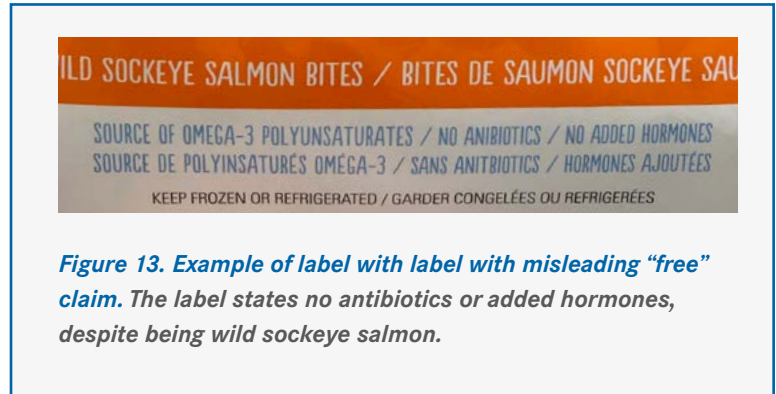 ILD SOCKEYE SALMON BITES / BITES DE SAUMON SOCKEYE SAU
SOURCE OF OMEGA-3 POLYUNSATURATES / NO ANIBIOTICS / NO ADDED HORMONES
SOURCE DE POLYINSATURÉS OMÉGA-3 / SANS ANITBIOTICS / HORMONES AJOUTÉES
KEEP FROZEN OR REFRIGERATED / GARDER CONGELÉES OU REFRIGERÉES
Figure 13. Example of label with label with misleading “free”
claim. The label states no antibiotics or added hormones,
despite being wild sockeye salmon.